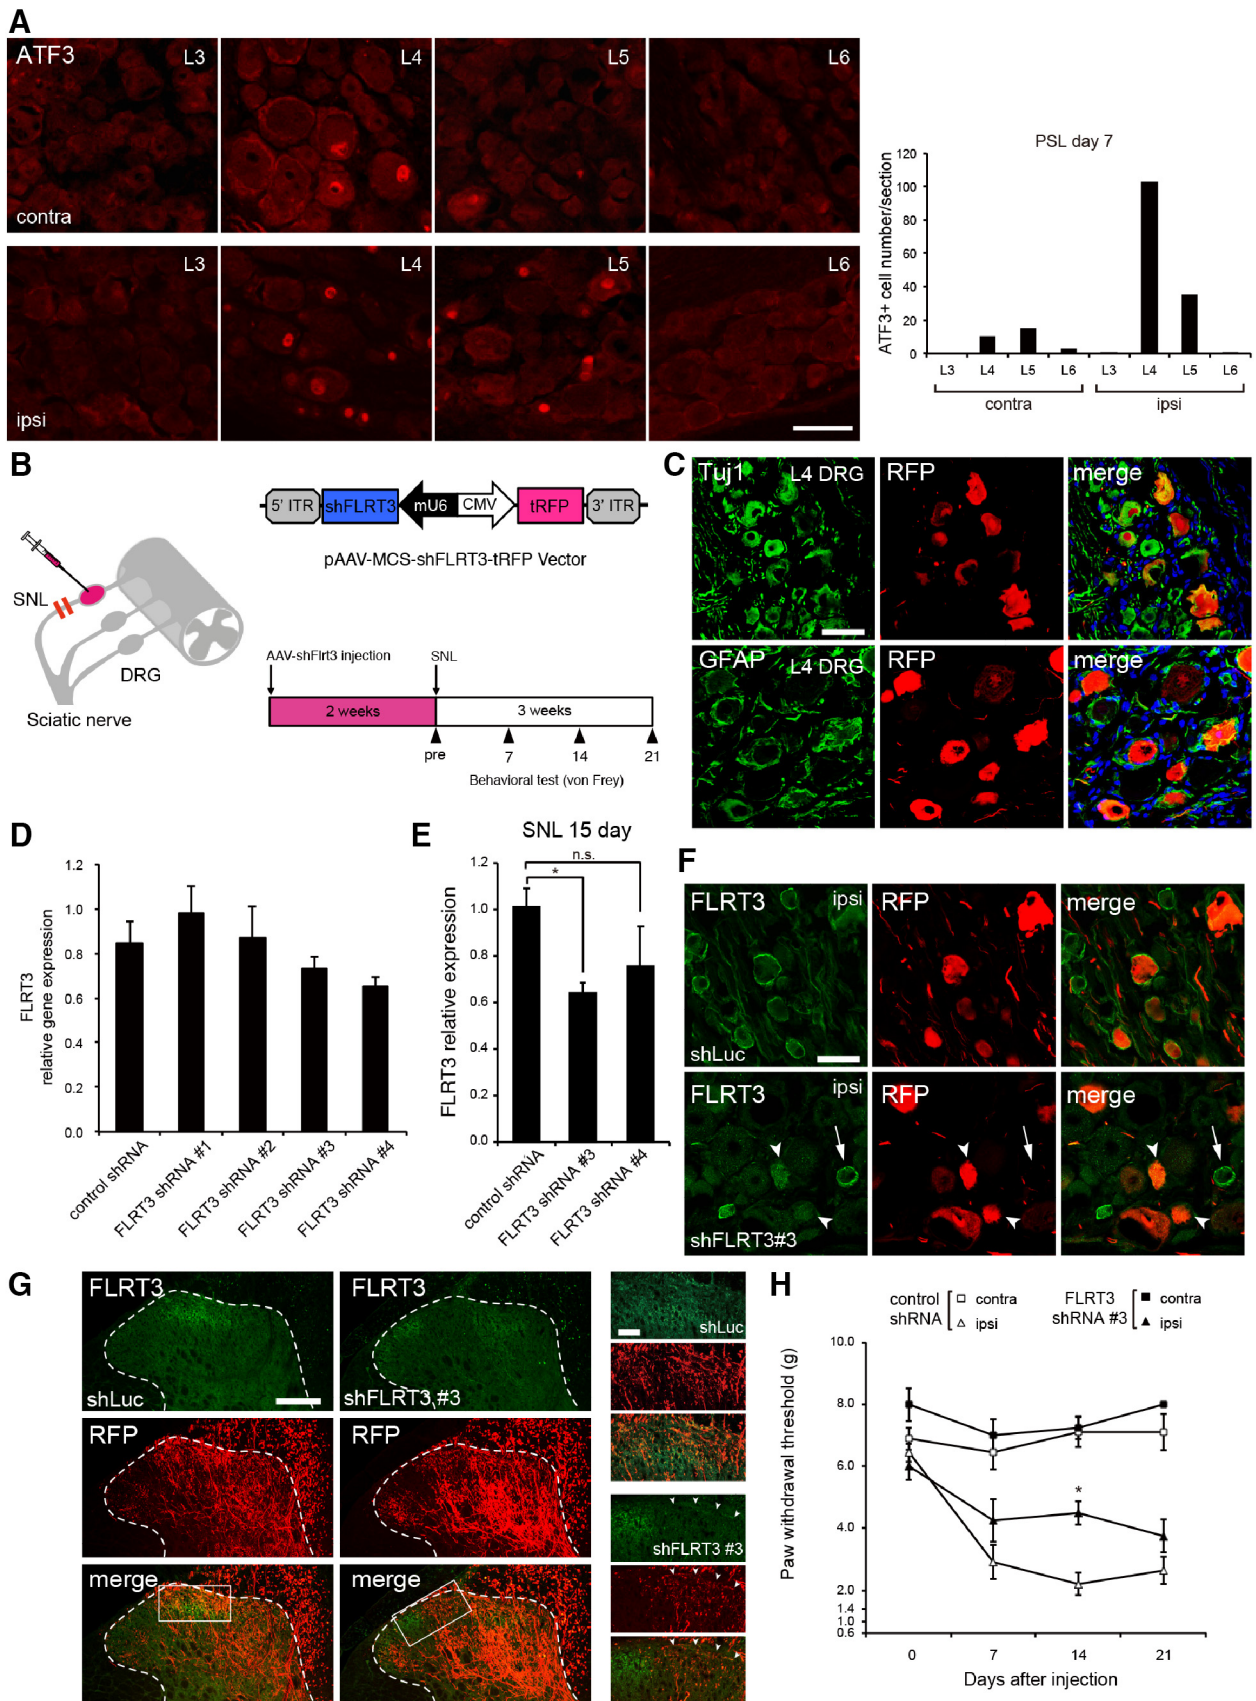 A
ATF3 L3 L4 L5 L6
contra
L3 L4 L5 L6
ipsi
PSL day 7
ATF3+ cell number/section
120
100
80
60
40
20
0
L3 L4 L5 L6 L3 L4 L5 L6
contra ipsi
B
5' ITR shFLRT3 mU6 CMV tRFP 3' ITR
pAAV-MCS-shFLRT3-tRFP Vector
SNL
DRG
Sciatic nerve
AAV-shFlrt3 injection SNL
2 weeks 3 weeks
pre 7 14 21
Behavioral test (von Frey)
C
Tuj1 L4 DRG RFP merge
GFAP L4 DRG RFP merge
D
FLRT3
relative gene expression
1.2
1.0
0.8
0.6
0.4
0.2
0.0
control shRNA
FLRT3 shRNA #1
FLRT3 shRNA #2
FLRT3 shRNA #3
FLRT3 shRNA #4
E
SNL 15 day
n.s.
*
FLRT3 relative expression
1.2
1.0
0.8
0.6
0.4
0.2
0.0
control shRNA
FLRT3 shRNA #3
FLRT3 shRNA #4
F
FLRT3 ipsi RFP merge
shLuc
FLRT3 ipsi RFP merge
shFLRT3#3
G
FLRT3 FLRT3
shLuc shFLRT3 #3
RFP RFP
merge merge
shLuc
shFLRT3 #3
H
control shRNA contra ipsi
FLRT3 shRNA #3 contra ipsi
Paw withdrawal threshold (g)
10.0
8.0
6.0
4.0
2.0
1.4
1.0
0.6
*
0 7 14 21
Days after injection